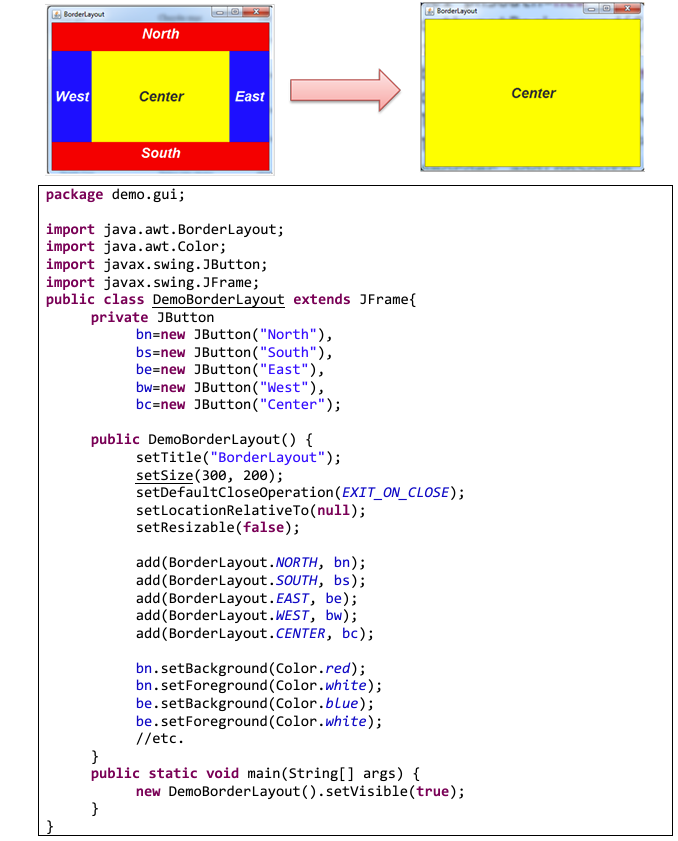 BorderLayout
North
West Center East
South
BorderLayout
Center
package demo.gui;
import java.awt.BorderLayout;
import java.awt.Color;
import javax.swing.JButton;
import javax.swing.JFrame;
public class DemoBorderLayout extends JFrame{
private JButton
bn=new JButton("North"),
bs=new JButton("South"),
be=new JButton("East"),
bw=new JButton("West"),
bc=new JButton("Center");
public DemoBorderLayout() {
setTitle("BorderLayout");
setSize(300, 200);
setDefaultCloseOperation(EXIT_ON_CLOSE);
setLocationRelativeTo(null);
setResizable(false);
add(BorderLayout.NORTH, bn);
add(BorderLayout.SOUTH, bs);
add(BorderLayout.EAST, be);
add(BorderLayout.WEST, bw);
add(BorderLayout.CENTER, bc);
bn.setBackground(Color.red);
bn.setForeground(Color.white);
be.setBackground(Color.blue);
be.setForeground(Color.white);
//etc.
}
public static void main(String[] args) {
new DemoBorderLayout().setVisible(true);
}
}